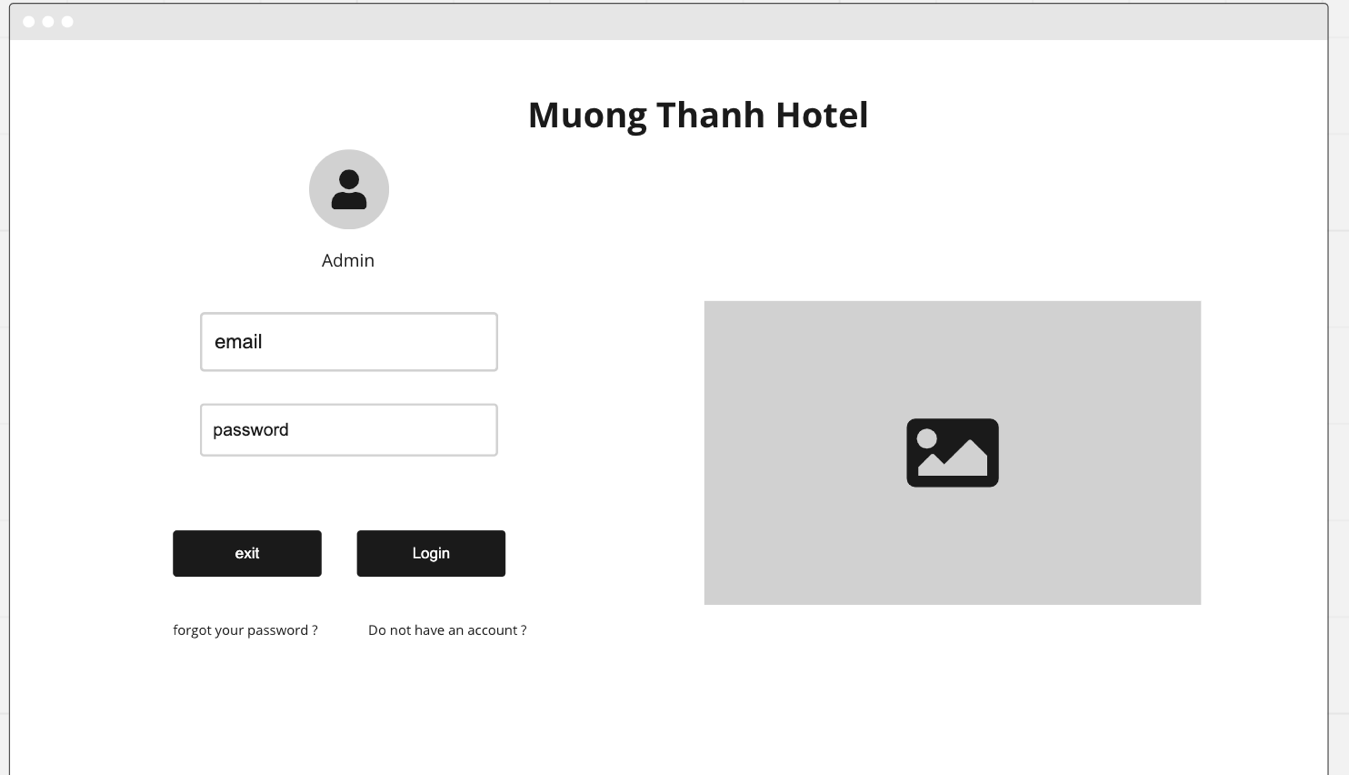 Muong Thanh Hotel
Admin
email
password
exit
Login
forgot your password ?
Do not have an account ?